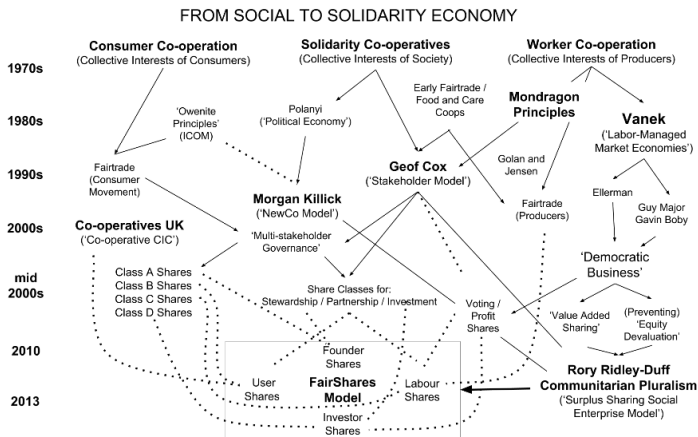 FROM SOCIAL TO SOLIDARITY ECONOMY
Consumer Co-operation
(Collective Interests of Consumers)
Solidarity Co-operatives
(Collective Interests of Society)
Worker Co-operation
(Collective Interests of Producers)
1970s
Early Fairtrade /
Food and Care
Coops
Mondragon
Principles
1980s
'Owenite
Principles'
(ICOM)
Polanyi
('Political Economy')
Vanek
('Labor-Managed
Market Economies')
1990s
Fairtrade
(Consumer
Movement)
Geof Cox
('Stakeholder Model')
Golan and
Jensen
Morgan Killick
('NewCo Model')
Fairtrade
(Producers)
Ellerman
Guy Major
Gavin Boby
2000s
Co-operatives UK
('Co-operative CIC')
'Multi-stakeholder
Governance'
'Democratic
Business'
mid
2000s
Class A Shares
Class B Shares
Class C Shares
Class D Shares
Share Classes for:
Stewardship / Partnership / Investment
Voting /
Profit
Shares
'Value Added
Sharing'
(Preventing)
'Equity
Devaluation'
2010
Founder
Shares
2013
User
Shares
FairShares
Model
Labour
Shares
Investor
Shares
Rory Ridley-Duff
Communitarian Pluralism
('Surplus Sharing Social
Enterprise Model')